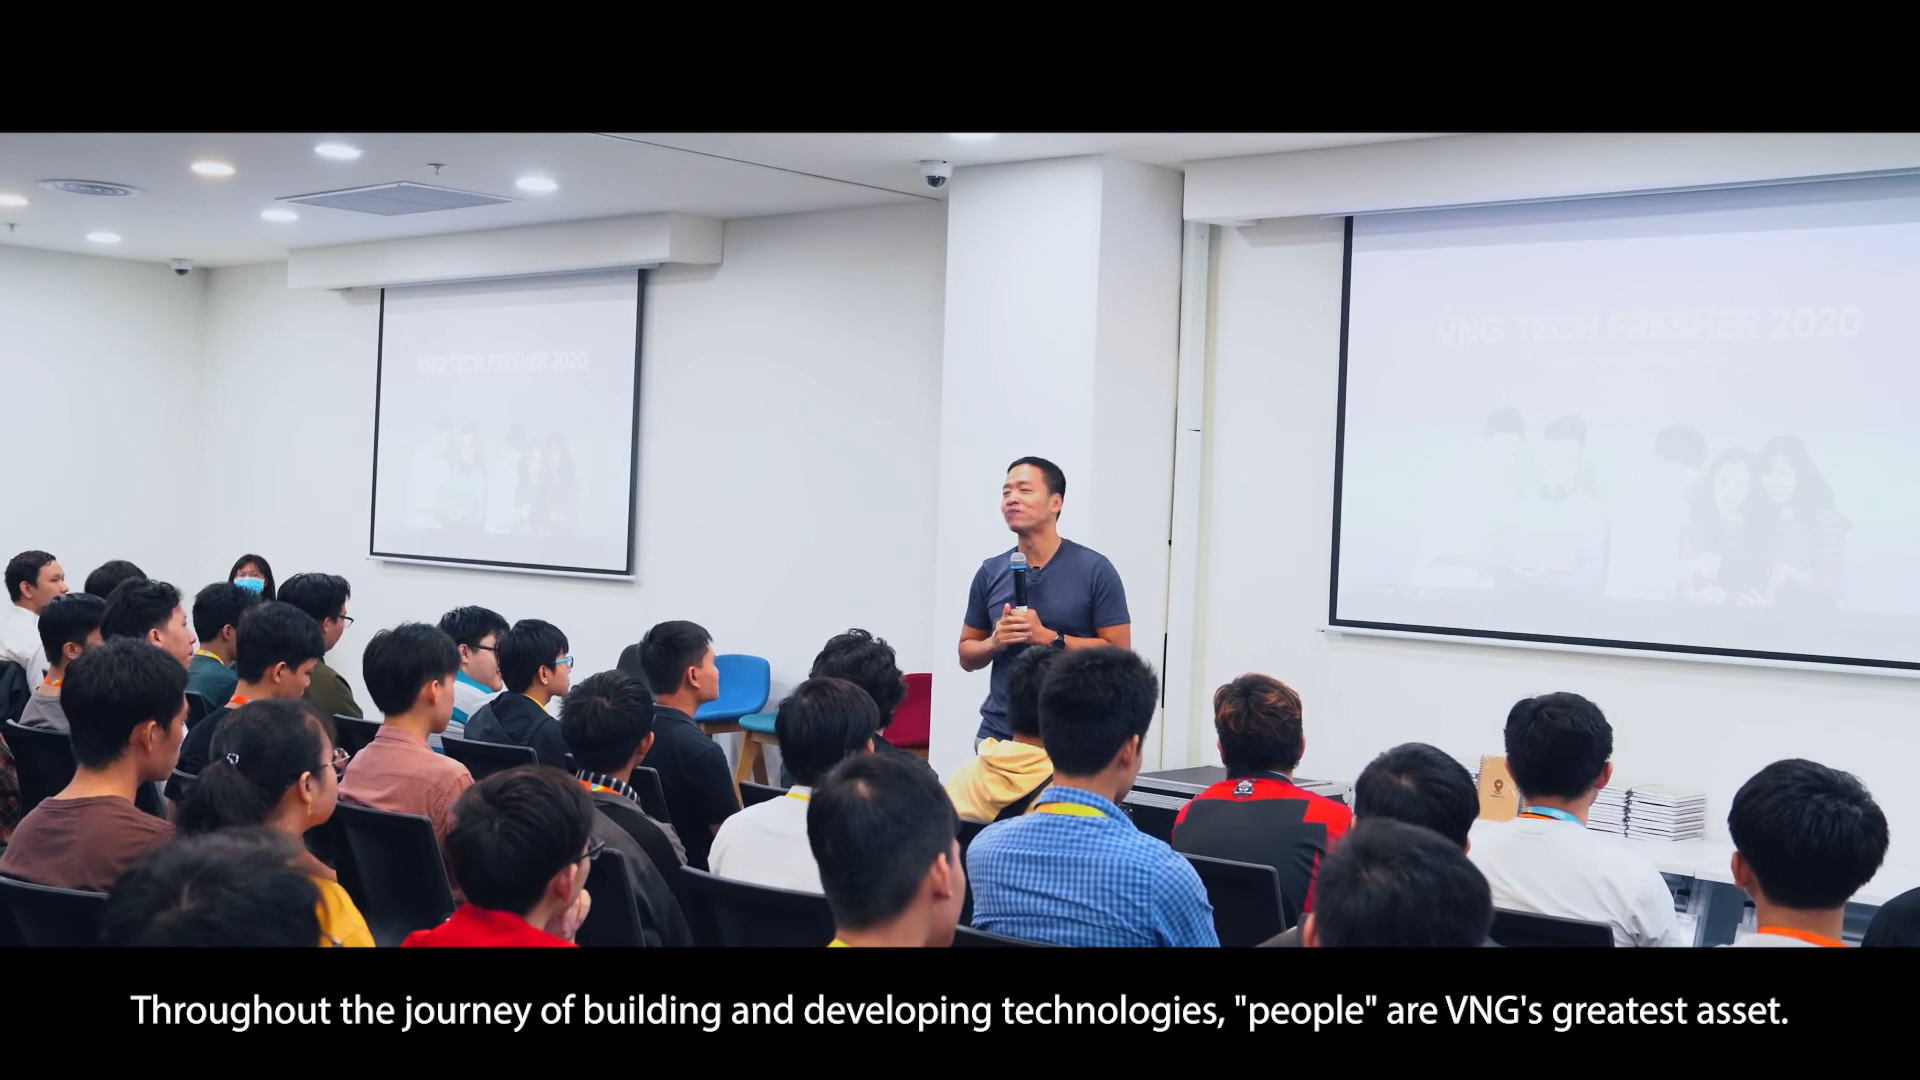 VNG TECH FRESHER 2020
VNG TECH FRESHER 2020
Throughout the journey of building and developing technologies, "people" are VNG's greatest asset.